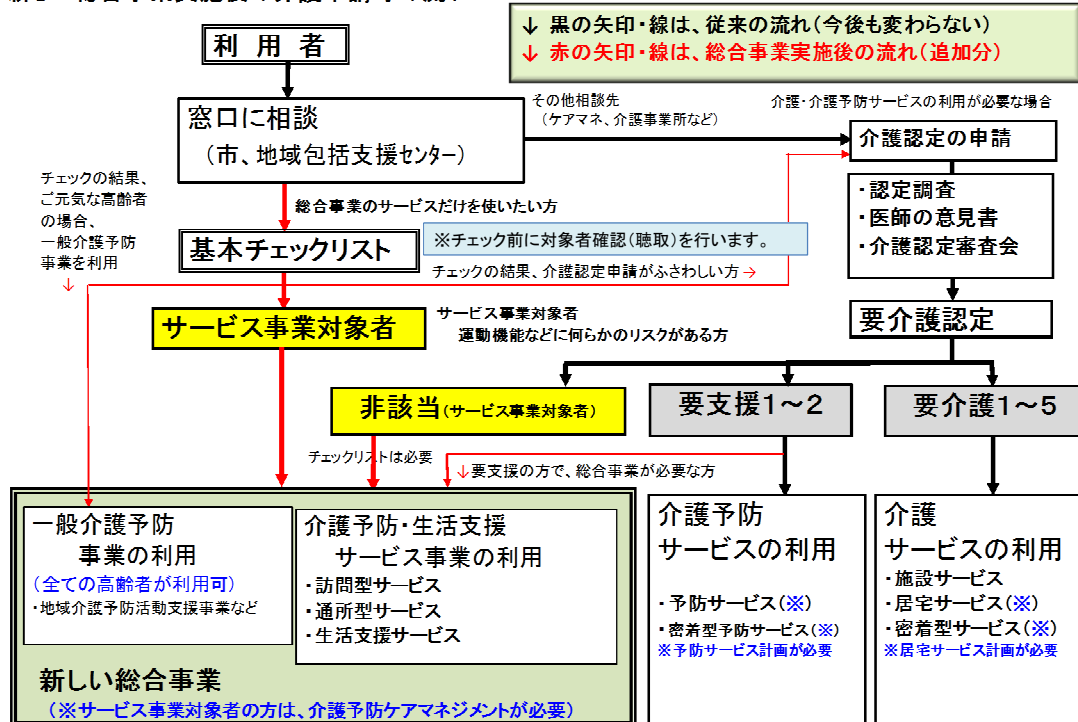 利 用 者
↓ 黒の矢印・線は、従来の流れ(今後も変わらない)
↓ 赤の矢印・線は、総合事業実施後の流れ(追加分)
窓口に相談
(市、地域包括支援センター)
その他相談先
(ケアマネ、介護事業所など)
介護・介護予防サービスの利用が必要な場合
介護認定の申請
・認定調査
・医師の意見書
・介護認定審査会
チェックの結果、
ご元気な高齢者
の場合、
一般介護予防
事業を利用
↓
総合事業のサービスだけを使いたい方
基本チェックリスト
※チェック前に対象者確認(聴取)を行います。
チェックの結果、介護認定申請がふさわしい方→
サービス事業対象者
サービス事業対象者
運動機能などに何らかのリスクがある方
要介護認定
非該当(サービス事業対象者)
要支援1~2
要介護1~5
チェックリストは必要
↓要支援の方で、総合事業が必要な方
一般介護予防
事業の利用
(全ての高齢者が利用可)
・地域介護予防活動支援事業など
介護予防・生活支援
サービス事業の利用
・訪問型サービス
・通所型サービス
・生活支援サービス
新しい総合事業
(※サービス事業対象者の方は、介護予防ケアマネジメントが必要)
介護予防
サービスの利用
・予防サービス(※)
・密着型予防サービス(※)
※予防サービス計画が必要
介護
サービスの利用
・施設サービス
・居宅サービス(※)
・密着型サービス(※)
※居宅サービス計画が必要